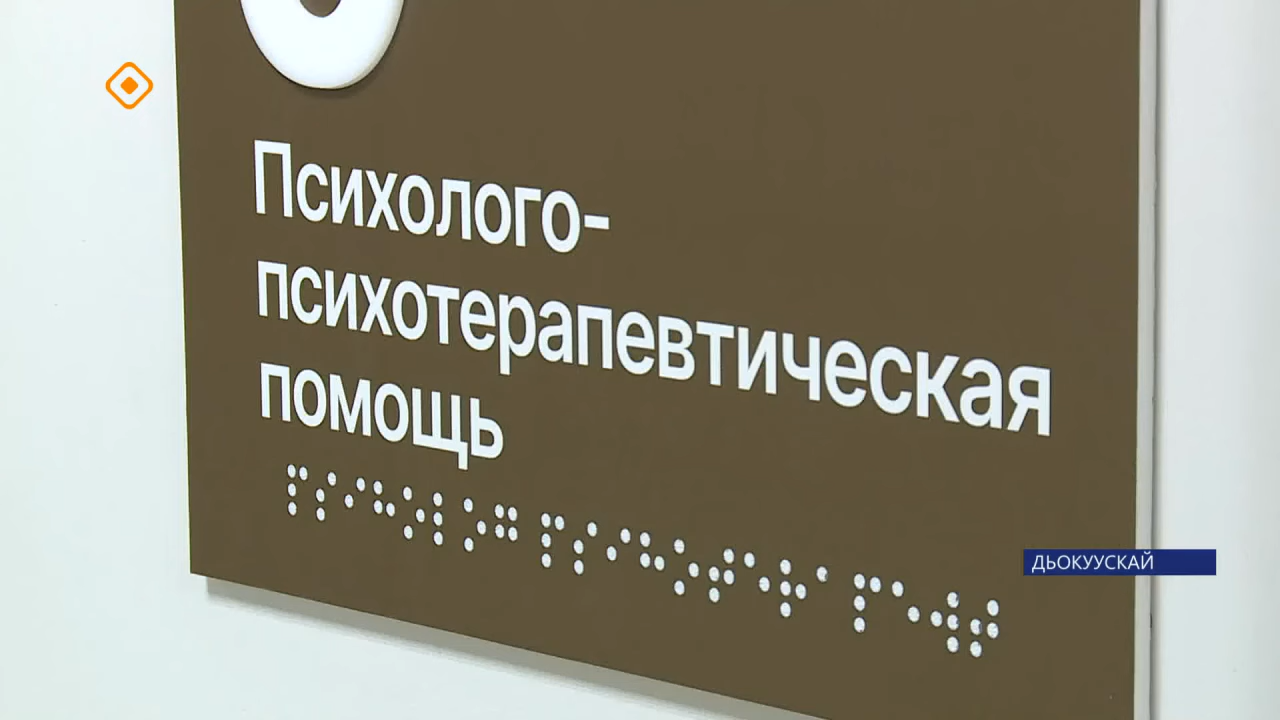 Психолого-
психотерапевтическая
помощь
ДЬОКУУСКАЙ